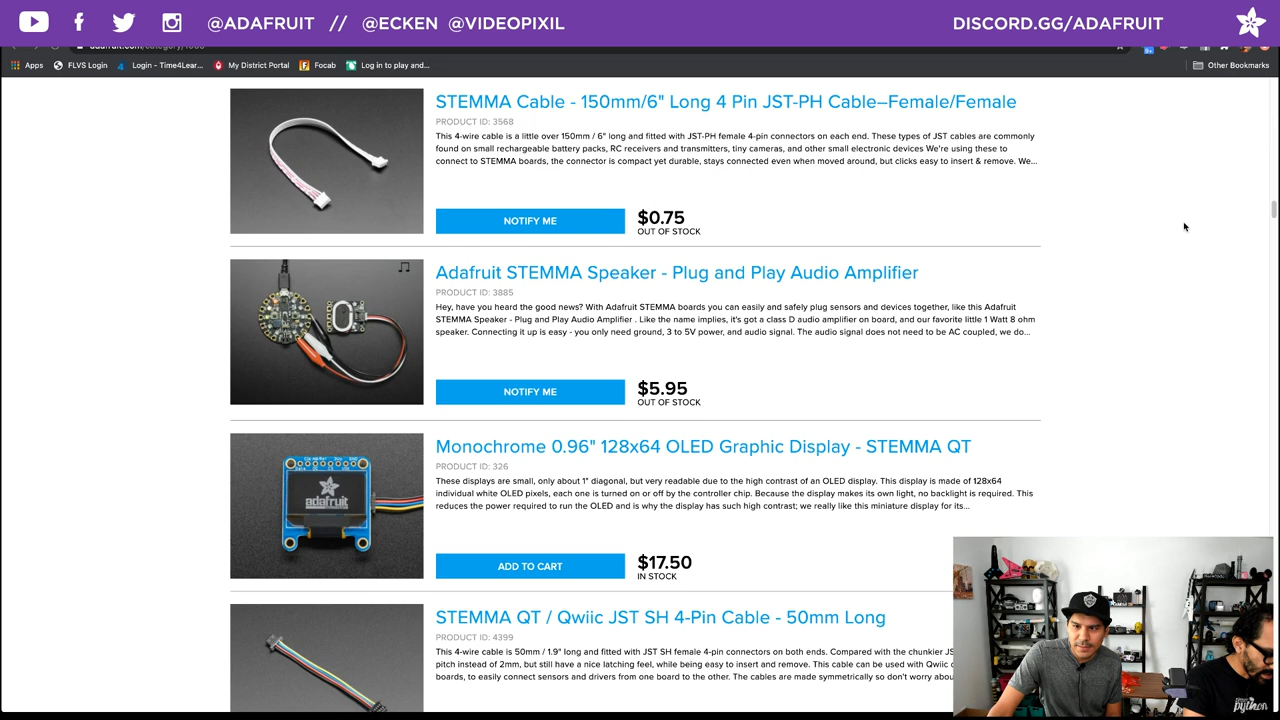 @ADAFRUIT // @ECKEN @VIDEOPIXIL
DISCORD.GG/ADAFRUIT
Apps FLVS Login Login - Time4Lear... My District Portal Focab Log in to play and... Other Bookmarks
STEMMA Cable - 150mm/6" Long 4 Pin JST-PH Cable–Female/Female
PRODUCT ID: 3568
This 4-wire cable is a little over 150mm / 6" long and fitted with JST-PH female 4-pin connectors on each end. These types of JST cables are commonly
found on small rechargeable battery packs, RC receivers and transmitters, tiny cameras, and other small electronic devices We're using these to
connect to STEMMA boards, the connector is compact yet durable, stays connected even when moved around, but clicks easy to insert & remove. We...
NOTIFY ME
$0.75
OUT OF STOCK
Adafruit STEMMA Speaker - Plug and Play Audio Amplifier
PRODUCT ID: 3885
Hey, have you heard the good news? With Adafruit STEMMA boards you can easily and safely plug sensors and devices together, like this Adafruit
STEMMA Speaker - Plug and Play Audio Amplifier . Like the name implies, it's got a class D audio amplifier on board, and our favorite little 1 Watt 8 ohm
speaker. Connecting it up is easy - you only need ground, 3 to 5V power, and audio signal. The audio signal does not need to be AC coupled, we do...
NOTIFY ME
$5.95
OUT OF STOCK
Monochrome 0.96" 128x64 OLED Graphic Display - STEMMA QT
PRODUCT ID: 326
These displays are small, only about 1" diagonal, but very readable due to the high contrast of an OLED display. This display is made of 128x64
individual white OLED pixels, each one is turned on or off by the controller chip. Because the display makes its own light, no backlight is required. This
reduces the power required to run the OLED and is why the display has such high contrast; we really like this miniature display for its...
adafruit
ADD TO CART
$17.50
IN STOCK
STEMMA QT / Qwiic JST SH 4-Pin Cable - 50mm Long
PRODUCT ID: 4399
This 4-wire cable is 50mm / 1.9" long and fitted with JST SH female 4-pin connectors on both ends. Compared with the chunkier JS
pitch instead of 2mm, but still have a nice latching feel, while being easy to insert and remove. This cable can be used with Qwiic
boards, to easily connect sensors and drivers from one board to the other. The cables are made symmetrically so don't worry abou
python